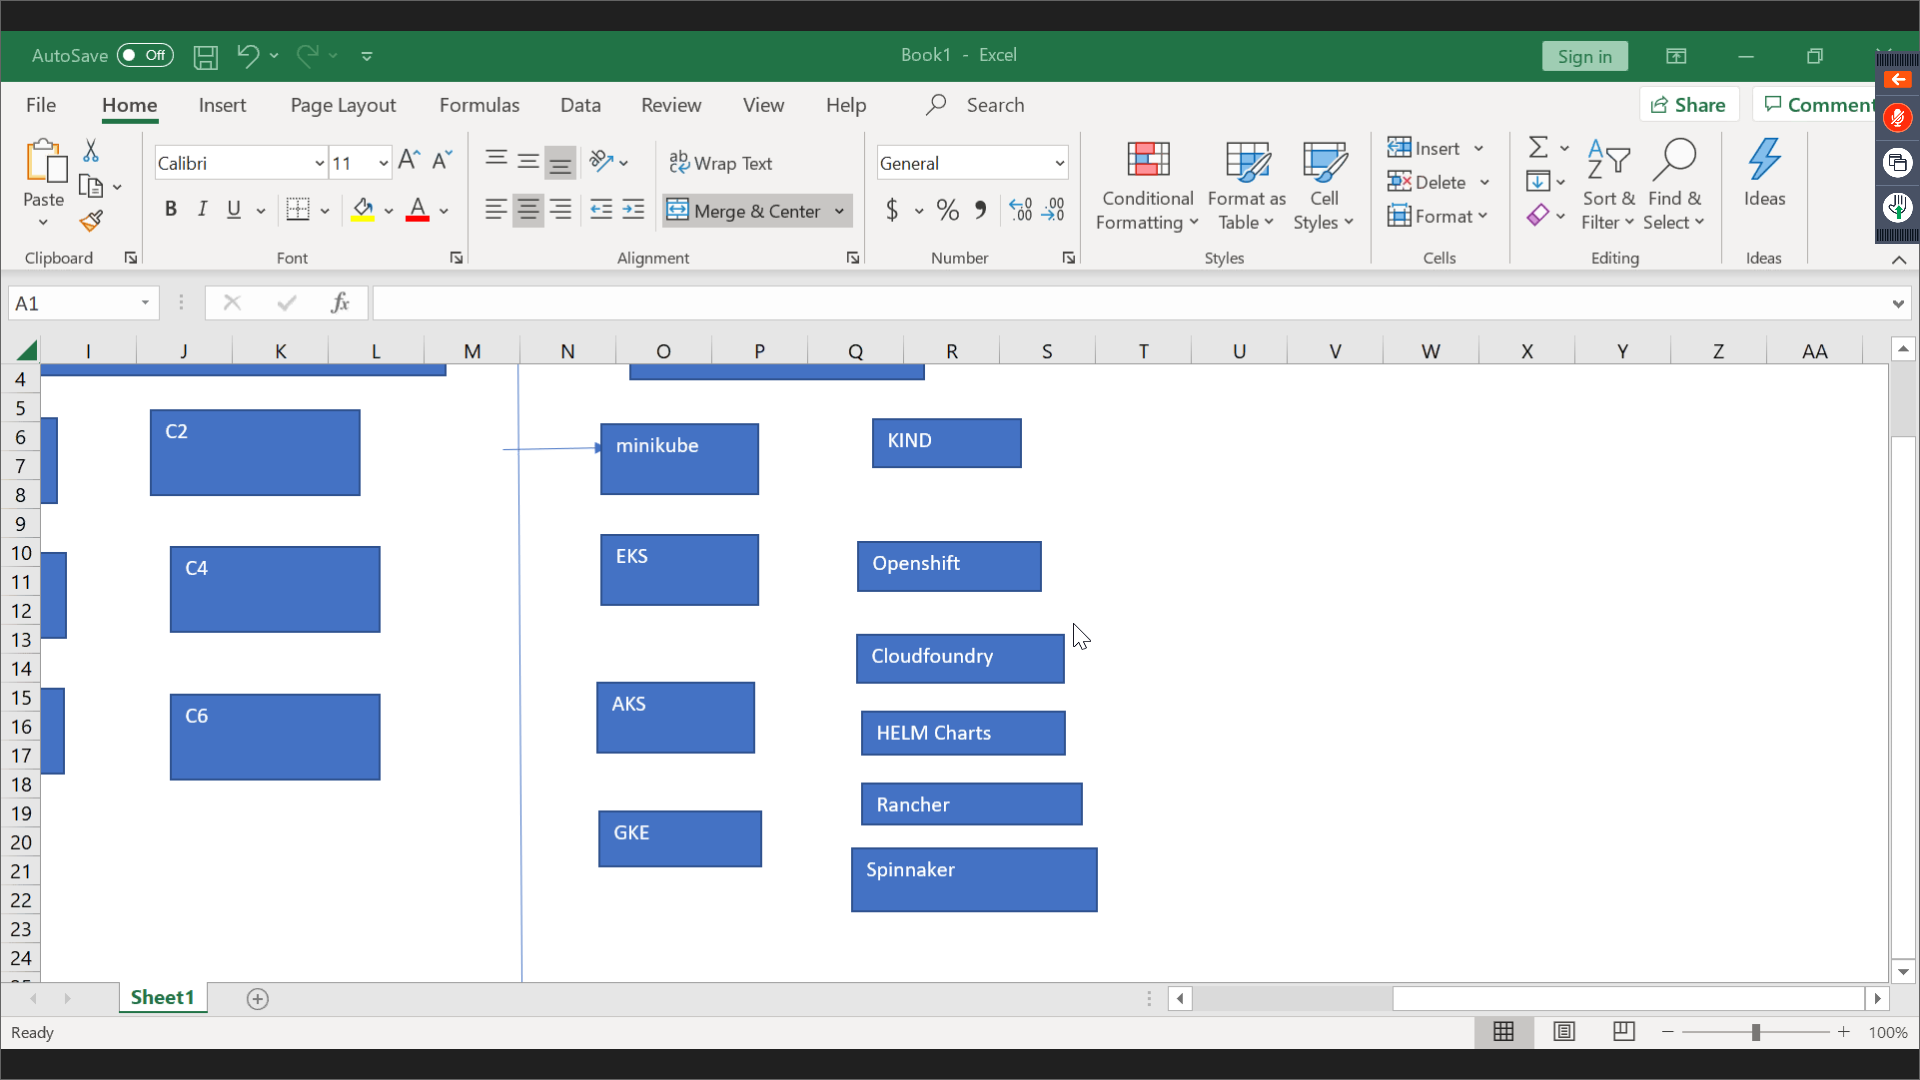 AutoSave Off
Book1 - Excel
Sign in
File Home Insert Page Layout Formulas Data Review View Help Search
Share
Paste
Clipboard
Calibri 11
B I U A
Font
ab Wrap Text
Merge & Center
Alignment
General
$ % 9
Number
Conditional Formatting
Format as Table
Cell Styles
Styles
Insert
Delete
Format
Cells
Sort & Filter
Find & Select
Editing
Ideas
Ideas
A1
fx
I J K L M N O P Q R S T U V W X Y Z AA
4
5
6
7
8
9
10
11
12
13
14
15
16
17
18
19
20
21
22
23
24
C2
C4
C6
minikube
EKS
AKS
GKE
KIND
Openshift
Cloudfoundry
HELM Charts
Rancher
Spinnaker
Sheet1
Ready
100%